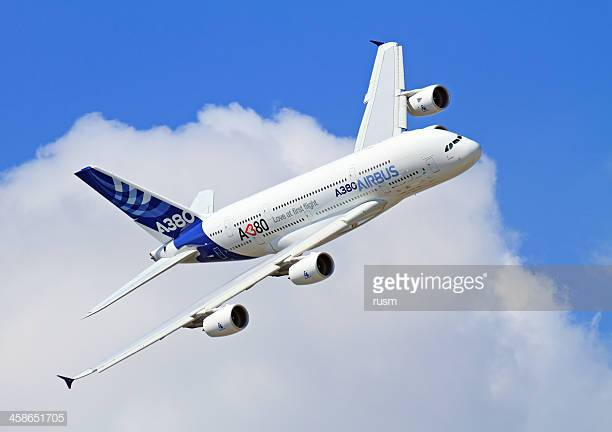 A380
A380 AIRBUS
Love at first flight
A380
gettyimages®
rusm
458651705